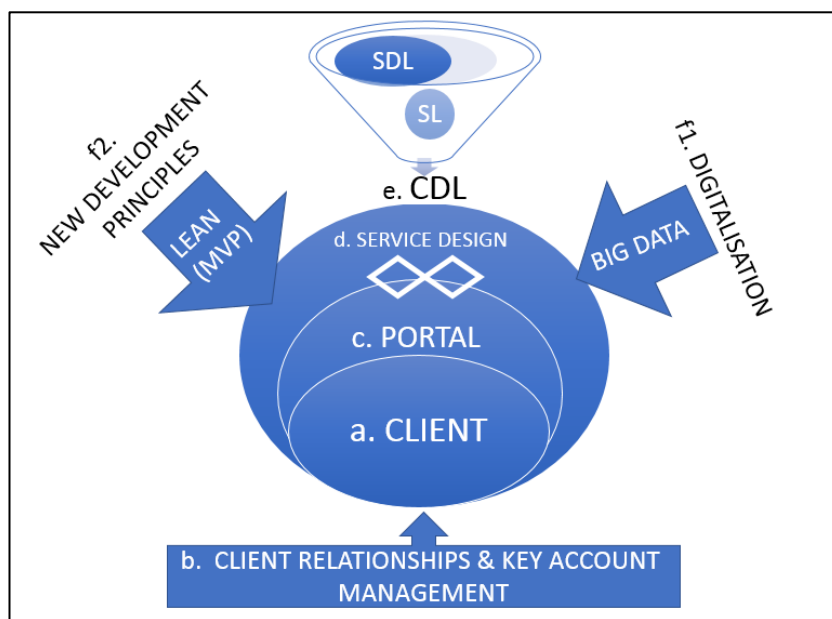 SDL
SL
e. CDL
f2.
NEW DEVELOPMENT
PRINCIPLES
LEAN
(MVP)
f1. DIGITALISATION
BIG DATA
d. SERVICE DESIGN
c. PORTAL
a. CLIENT
b. CLIENT RELATIONSHIPS & KEY ACCOUNT
MANAGEMENT